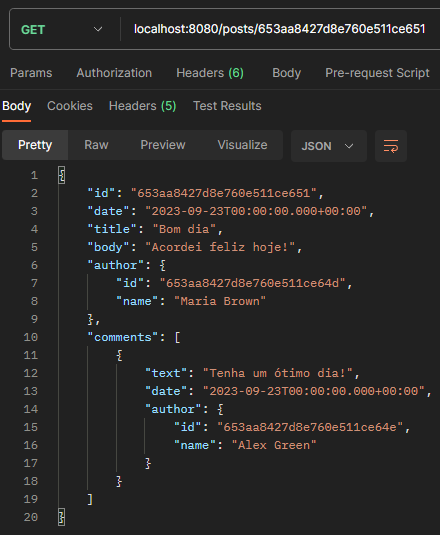 GET localhost:8080/posts/653aa8427d8e760e511ce651
Params Authorization Headers (6) Body Pre-request Script
Body Cookies Headers (5) Test Results
Pretty Raw Preview Visualize JSON
1 {
2 "id": "653aa8427d8e760e511ce651",
3 "date": "2023-09-23T00:00:00.000+00:00",
4 "title": "Bom dia",
5 "body": "Acordei feliz hoje!",
6 "author": {
7 "id": "653aa8427d8e760e511ce64d",
8 "name": "Maria Brown"
9 },
10 "comments": [
11 {
12 "text": "Tenha um ótimo dia!",
13 "date": "2023-09-23T00:00:00.000+00:00",
14 "author": {
15 "id": "653aa8427d8e760e511ce64e",
16 "name": "Alex Green"
17 }
18 }
19 ]
20 }